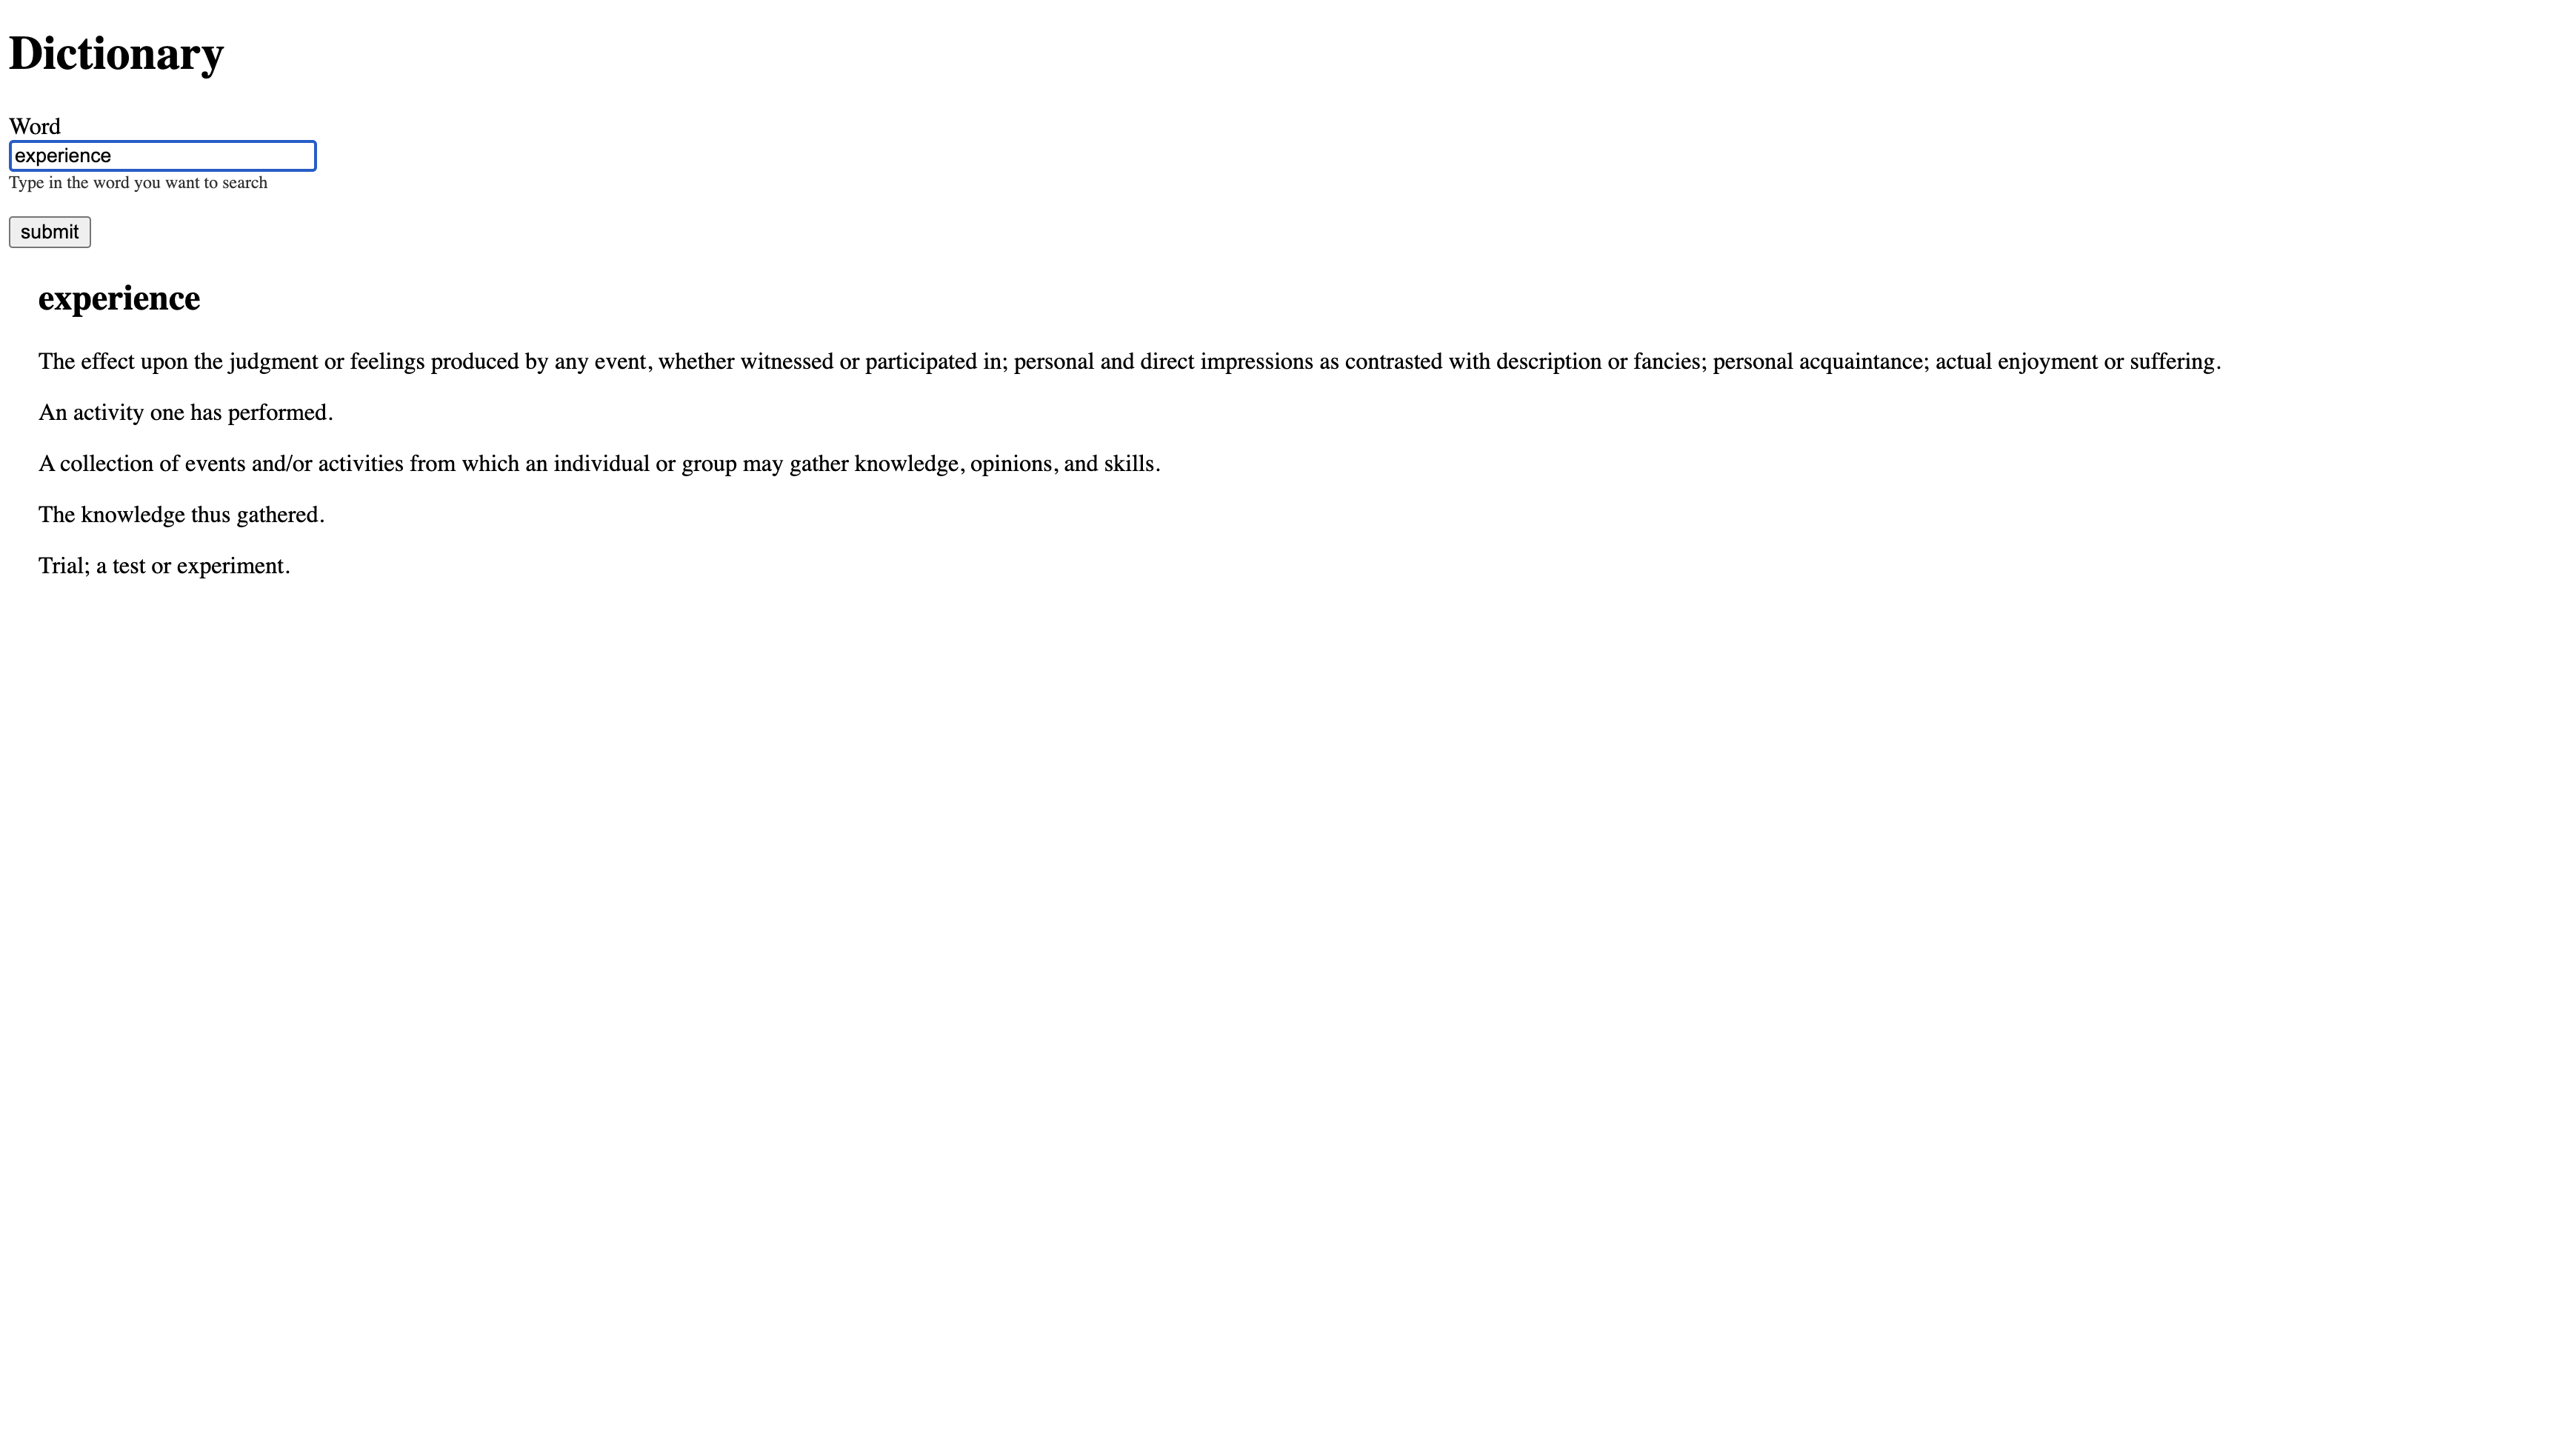 Dictionary
Word
experience
Type in the word you want to search
submit
experience
The effect upon the judgment or feelings produced by any event, whether witnessed or participated in; personal and direct impressions as contrasted with description or fancies; personal acquaintance; actual enjoyment or suffering.
An activity one has performed.
A collection of events and/or activities from which an individual or group may gather knowledge, opinions, and skills.
The knowledge thus gathered.
Trial; a test or experiment.